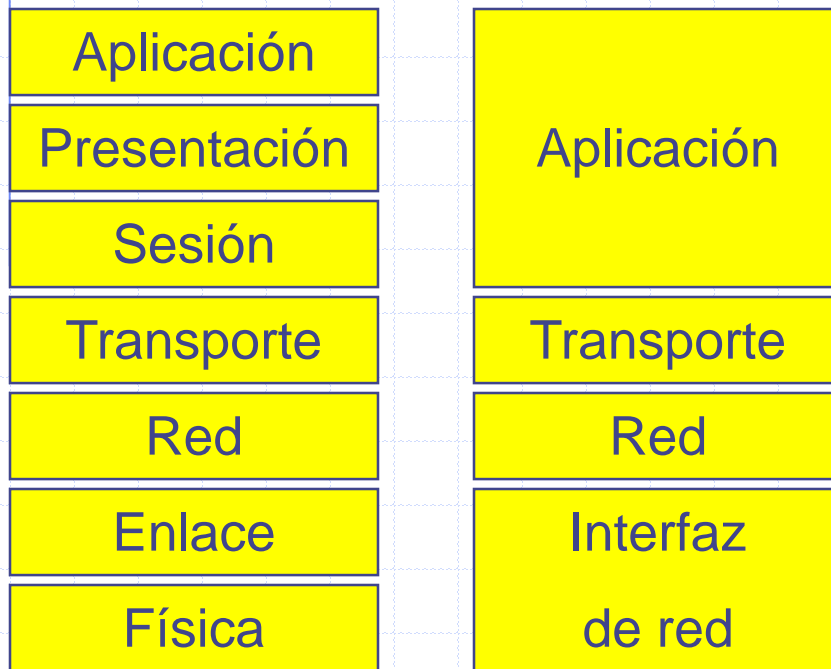 Aplicación
Presentación
Sesión
Transporte
Red
Enlace
Física
Aplicación
Transporte
Red
Interfaz
de red